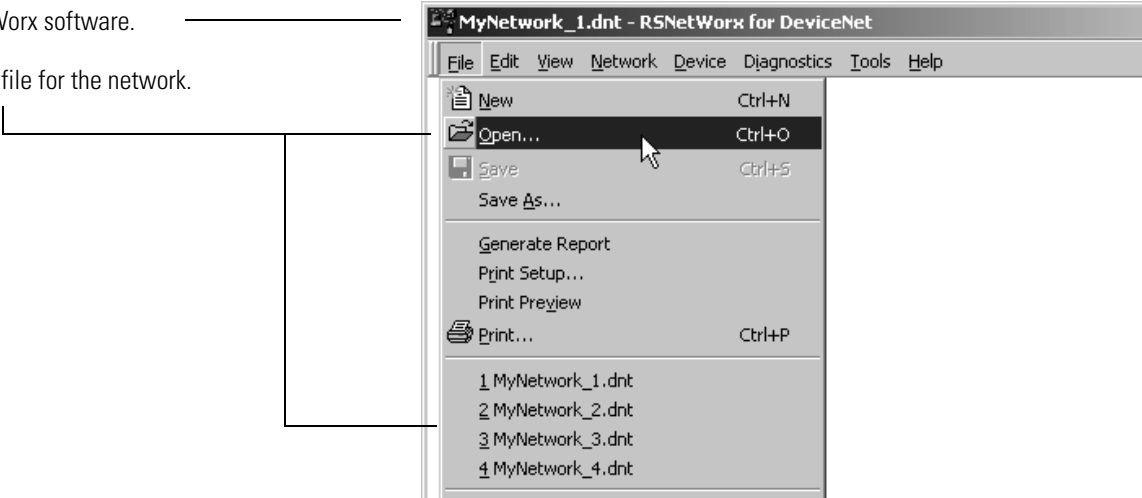 Worx software.
file for the network.
MyNetwork_1.dnt - RSNetWorx for DeviceNet
File Edit View Network Device Diagnostics Tools Help
New Ctrl+N
Open... Ctrl+O
Save Ctrl+S
Save As...
Generate Report
Print Setup...
Print Preview
Print... Ctrl+P
1 MyNetwork_1.dnt
2 MyNetwork_2.dnt
3 MyNetwork_3.dnt
4 MyNetwork_4.dnt